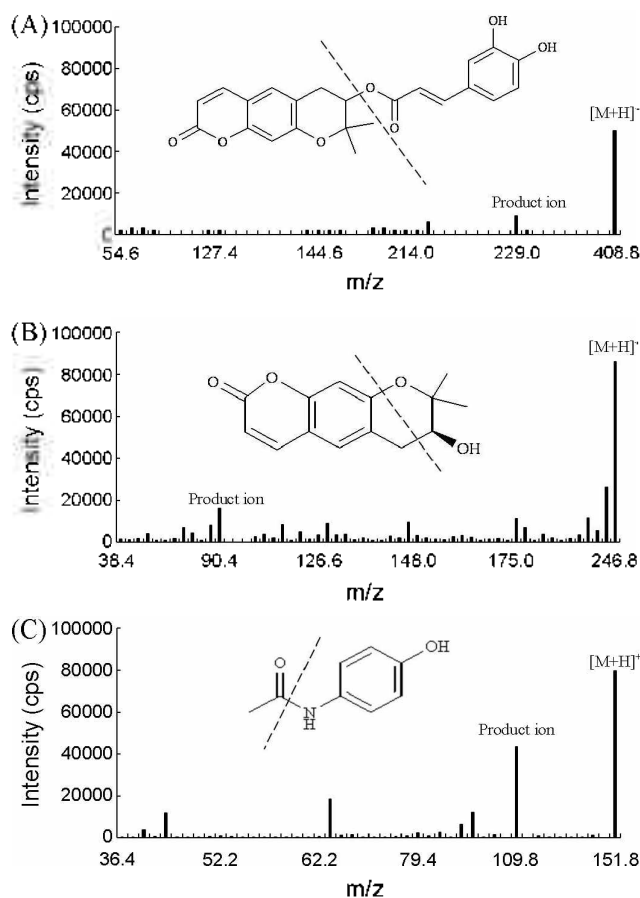 (A)
Intensity (cps)
100000
80000
60000
40000
20000
0
54.6 127.4 144.6 214.0 229.0 408.8
m/z
O O O O O
OH
OH
Product ion
[M+H]⁺
(B)
Intensity (cps)
100000
80000
60000
40000
20000
0
38.4 90.4 126.6 148.0 175.0 246.8
m/z
O O O
OH
Product ion
[M+H]⁺
(C)
Intensity (cps)
100000
80000
60000
40000
20000
0
36.4 52.2 62.2 79.4 109.8 151.8
m/z
O
N
H
OH
Product ion
[M+H]⁺